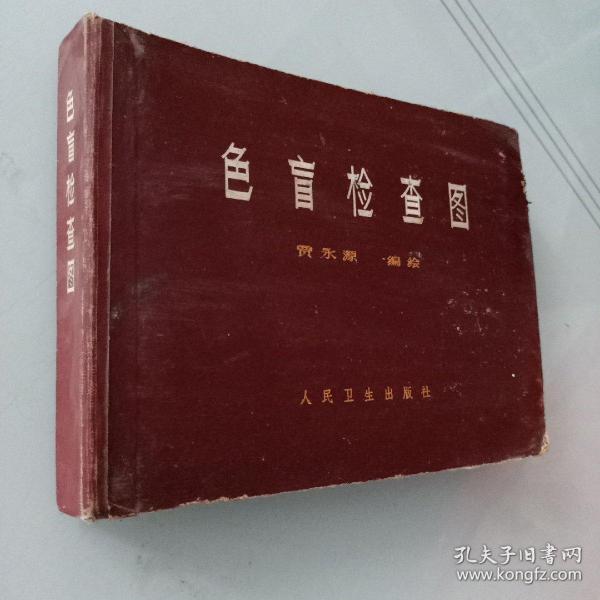 色盲检查图
贾永源 编绘
人民卫生出版社
色盲检查图
孔夫子旧书网
www.kongfz.com